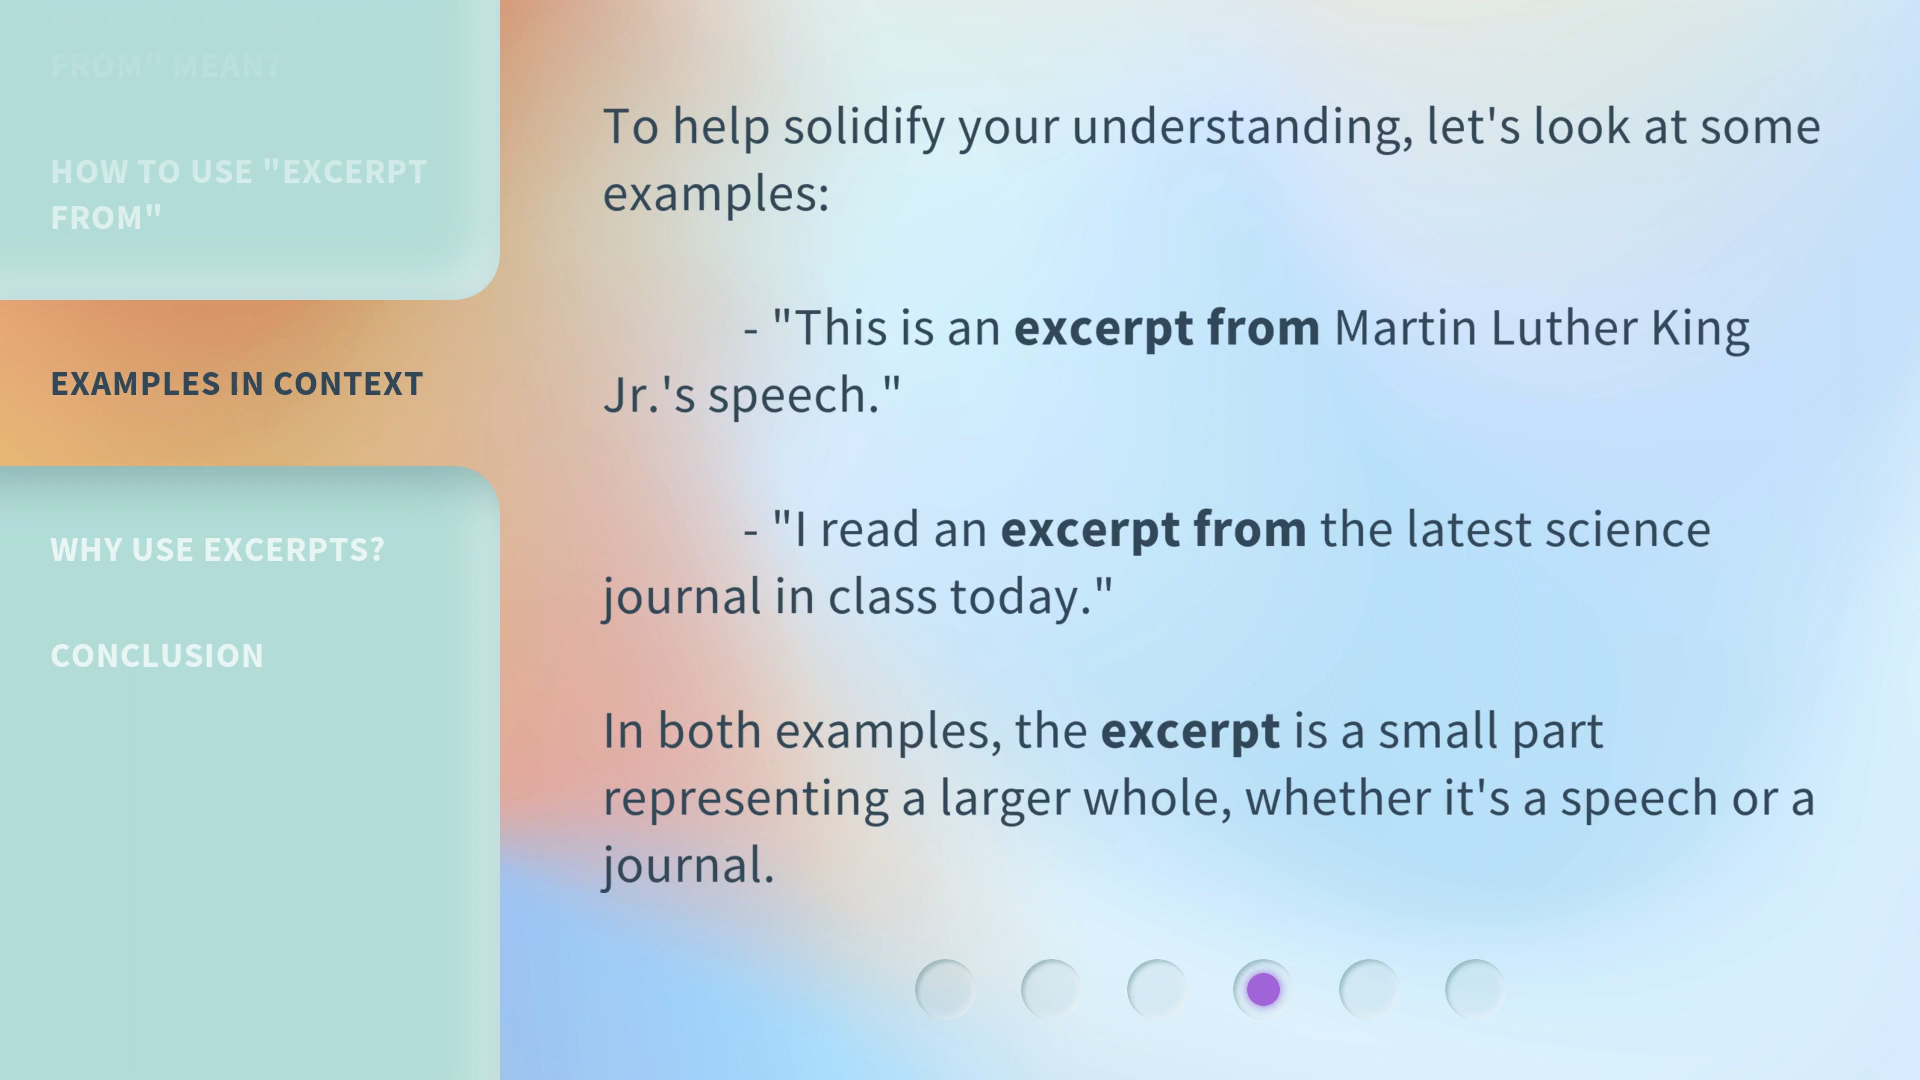 FROM" MEAN?
HOW TO USE "EXCERPT
FROM"
EXAMPLES IN CONTEXT
WHY USE EXCERPTS?
CONCLUSION
To help solidify your understanding, let's look at some
examples:
- "This is an excerpt from Martin Luther King
Jr.'s speech."
- "I read an excerpt from the latest science
journal in class today."
In both examples, the excerpt is a small part
representing a larger whole, whether it's a speech or a
journal.